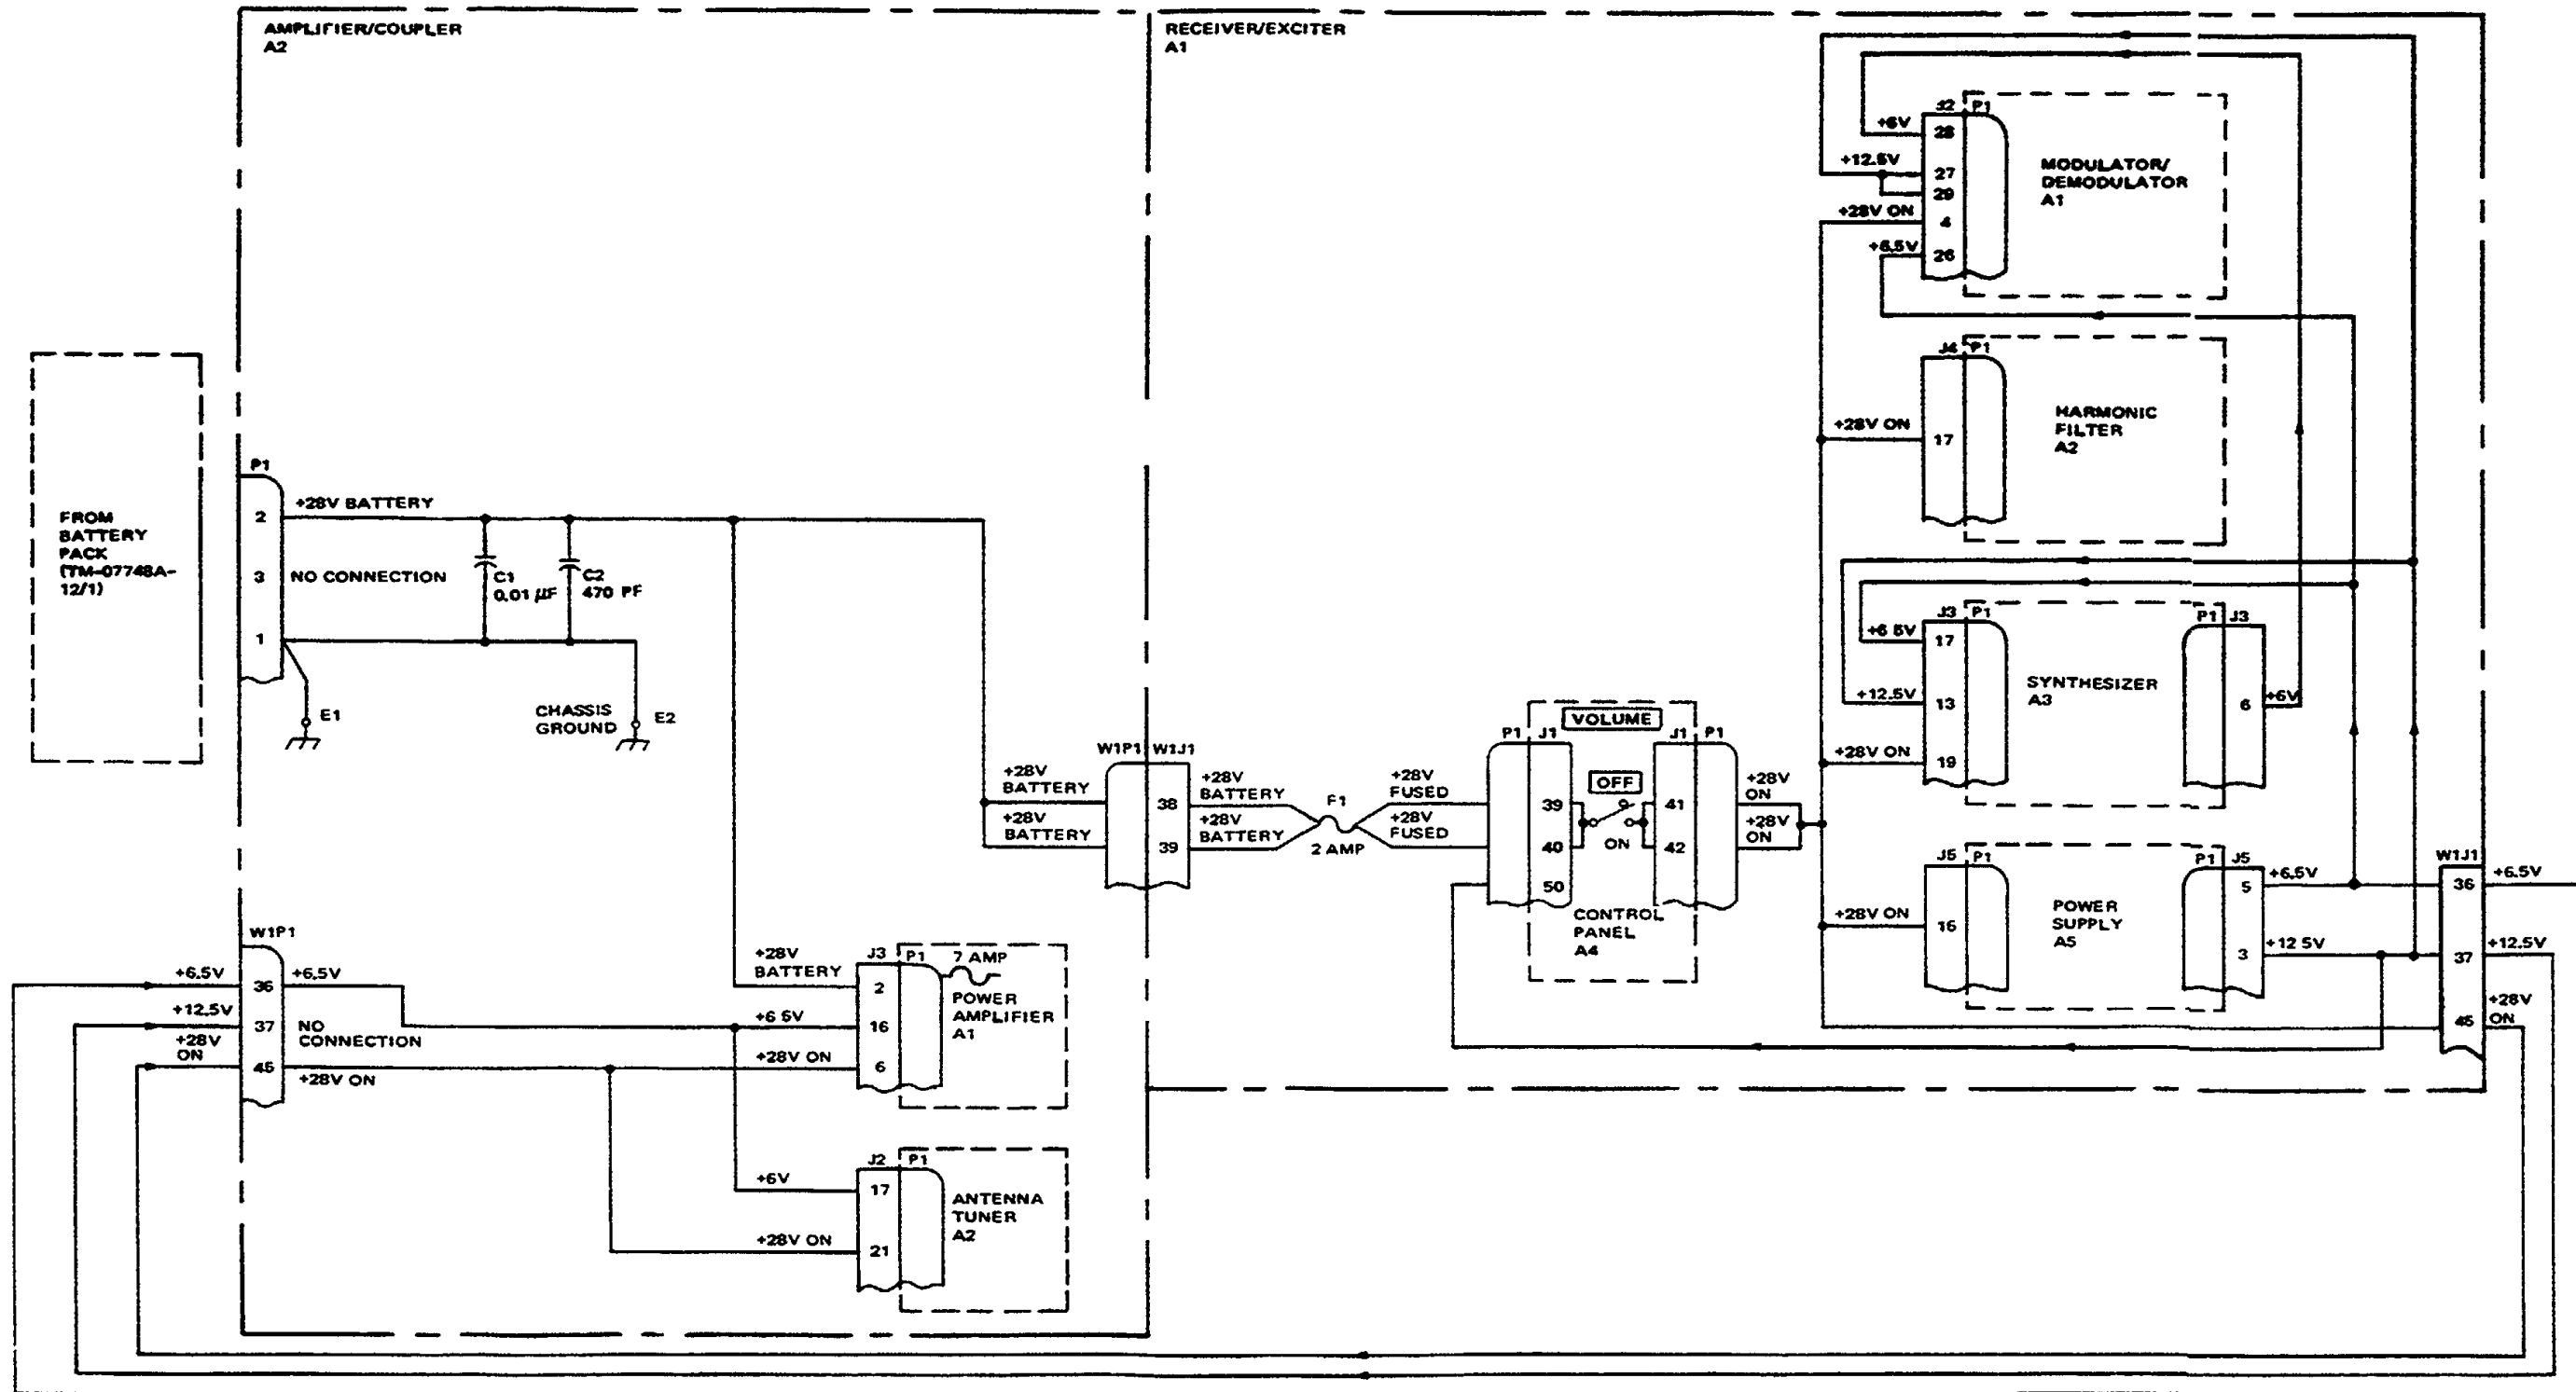 AMPLIFIER/COUPLER
A2
RECEIVER/EXCITER
A1
FROM
BATTERY
PACK
(TM-07748A-
12/1)
P1
2
+28V BATTERY
3
NO CONNECTION
1
C1
0.01 µF
C2
470 PF
E1
CHASSIS
GROUND
E2
W1P1
+6.5V
36
+6.5V
+12.5V
37
NO
CONNECTION
+28V
ON
45
+28V ON
+28V
BATTERY
J3
P1
7 AMP
2
+6 5V
16
+28V ON
6
POWER
AMPLIFIER
A1
J2
P1
+6V
17
+28V ON
21
ANTENNA
TUNER
A2
W1P1
W1J1
+28V
BATTERY
+28V
BATTERY
38
39
+28V
BATTERY
+28V
BATTERY
F1
2 AMP
+28V
FUSED
+28V
FUSED
P1
J1
VOLUME
39
40
50
OFF
ON
J1
P1
41
42
CONTROL
PANEL
A4
+28V
ON
+28V
ON
J2
P1
+6V
28
+12.5V
27
29
+28V ON
4
+6.5V
26
MODULATOR/
DEMODULATOR
A1
J4
P1
+28V ON
17
HARMONIC
FILTER
A2
J3
P1
+6 5V
17
+12.5V
13
+28V ON
19
SYNTHESIZER
A3
P1
J3
6
+6V
J5
P1
+28V ON
16
POWER
SUPPLY
A5
P1
J5
5
+6.5V
3
+12 5V
W1J1
36
+6.5V
37
+12.5V
45
+28V
ON